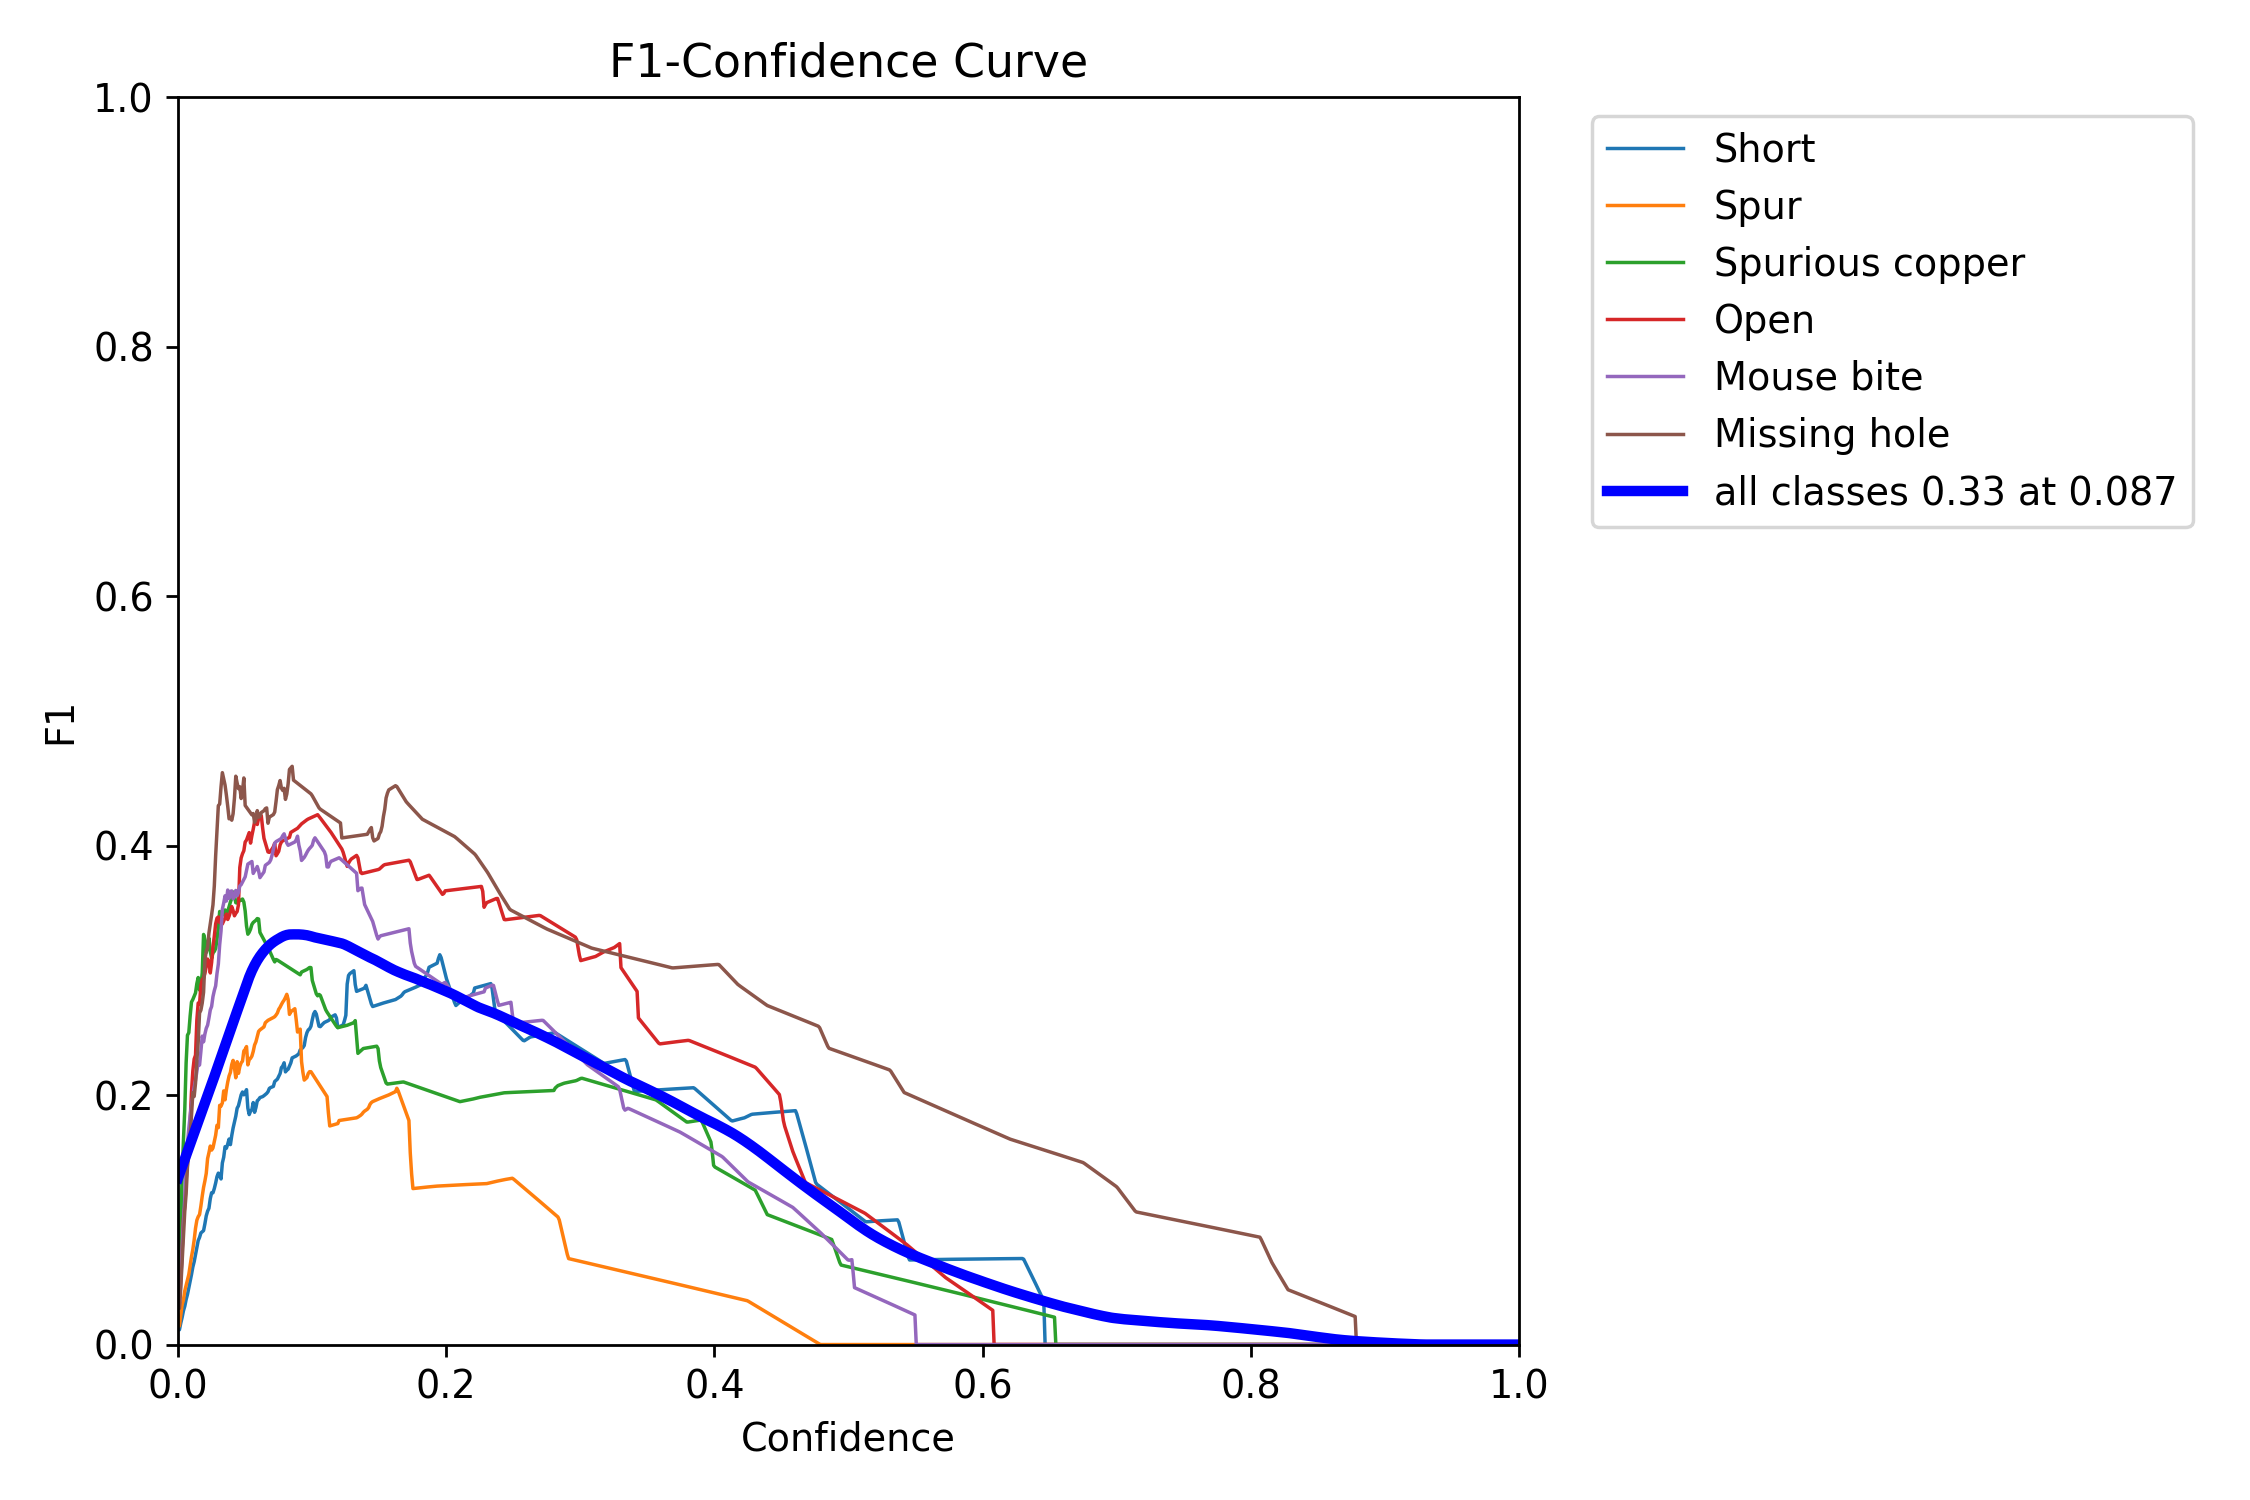 F1-Confidence Curve
1.0
0.8
0.6
0.4
0.2
0.0
F1
0.0 0.2 0.4 0.6 0.8 1.0
Confidence
Short
Spur
Spurious copper
Open
Mouse bite
Missing hole
all classes 0.33 at 0.087